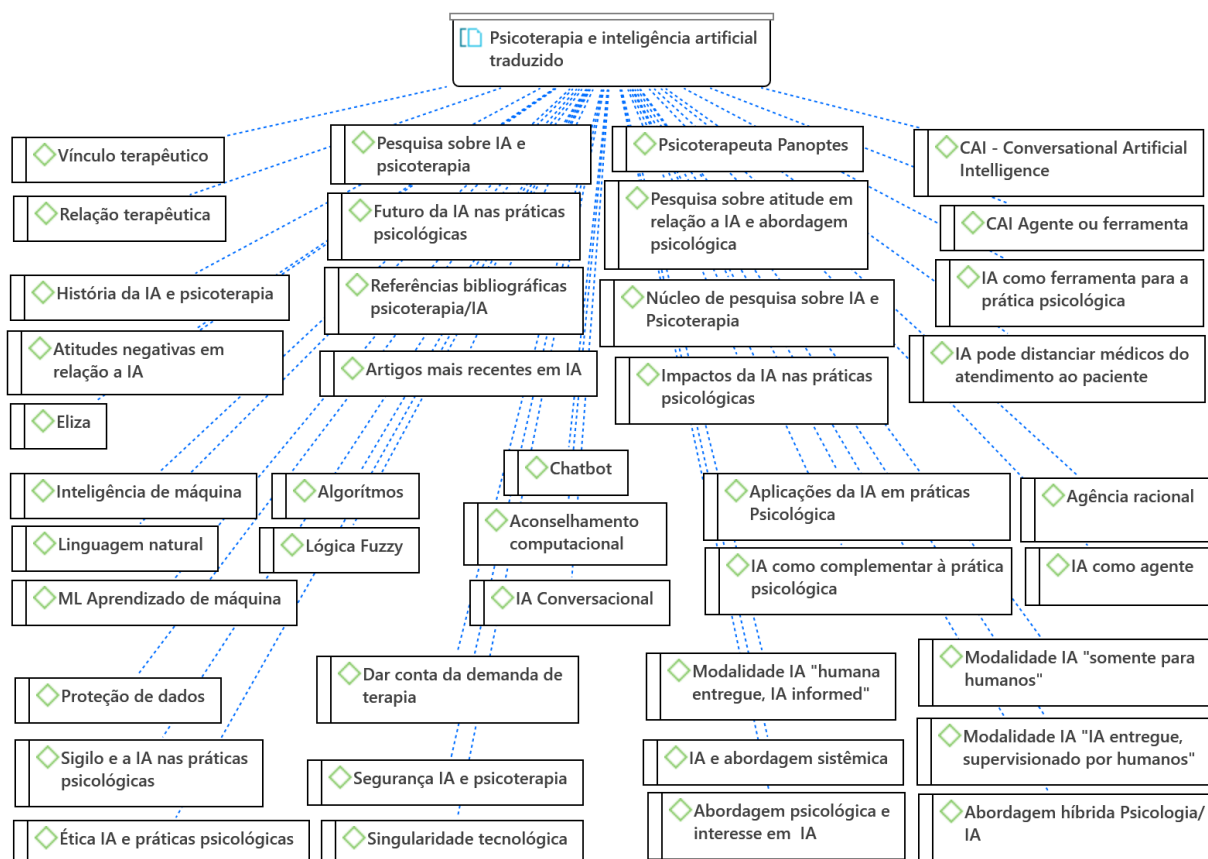 Psicoterapia e inteligência artificial
traduzido
Vínculo terapêutico
Relação terapêutica
História da IA e psicoterapia
Atitudes negativas em
relação a IA
Eliza
Pesquisa sobre IA e
psicoterapia
Futuro da IA nas práticas
psicológicas
Referências bibliográficas
psicoterapia/IA
Artigos mais recentes em IA
Psicoterapeuta Panoptes
Pesquisa sobre atitude em
relação a IA e abordagem
psicológica
Núcleo de pesquisa sobre IA e
Psicoterapia
Impactos da IA nas práticas
psicológicas
CAI - Conversational Artificial
Intelligence
CAI Agente ou ferramenta
IA como ferramenta para a
prática psicológica
IA pode distanciar médicos do
atendimento ao paciente
Inteligência de máquina
Linguagem natural
ML Aprendizado de máquina
Algorítmos
Lógica Fuzzy
Chatbot
Aconselhamento
computacional
IA Conversacional
Aplicações da IA em práticas
Psicológica
IA como complementar à prática
psicológica
Agência racional
IA como agente
Proteção de dados
Sigilo e a IA nas práticas
psicológicas
Ética IA e práticas psicológicas
Dar conta da demanda de
terapia
Segurança IA e psicoterapia
Singularidade tecnológica
Modalidade IA "humana
entregue, IA informed"
IA e abordagem sistêmica
Abordagem psicológica e
interesse em IA
Modalidade IA "somente para
humanos"
Modalidade IA "IA entregue,
supervisionado por humanos"
Abordagem híbrida Psicologia/
IA